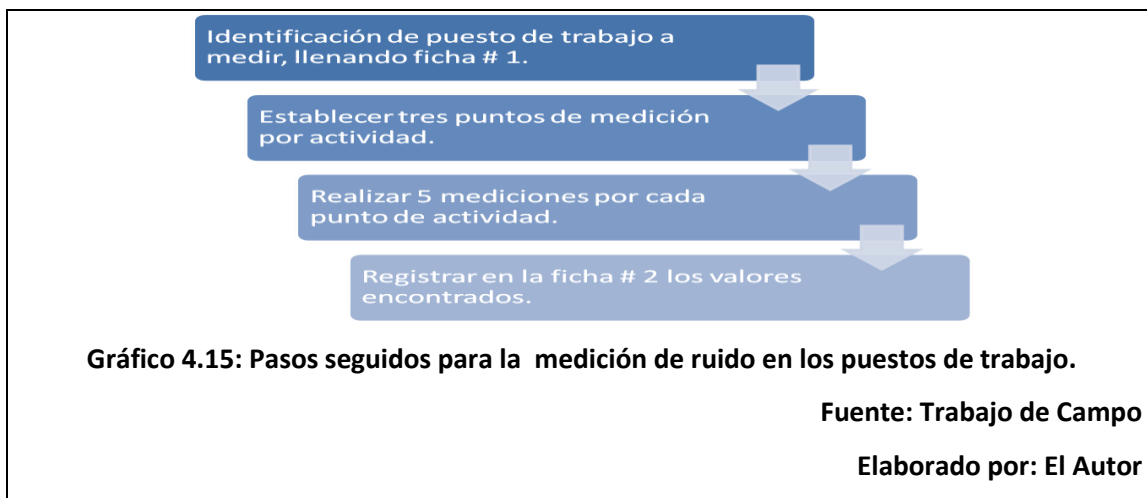 Identificación de puesto de trabajo a
medir, llenando ficha # 1.
Establecer tres puntos de medición
por actividad.
Realizar 5 mediciones por cada
punto de actividad.
Registrar en la ficha # 2 los valores
encontrados.
Gráfico 4.15: Pasos seguidos para la medición de ruido en los puestos de trabajo.
Fuente: Trabajo de Campo
Elaborado por: El Autor